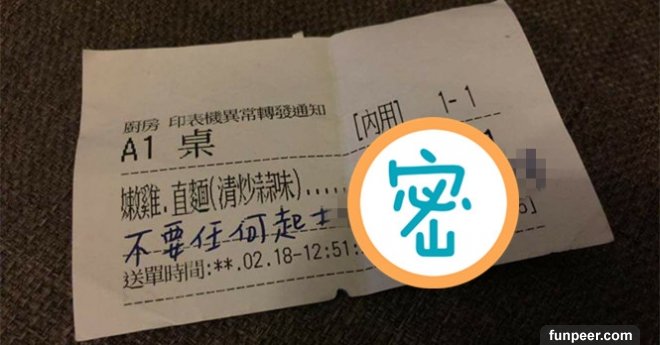 廚房 印表機異常轉發通知
A1 桌 [內用] 1-1
嫩雞.直麵(清炒蒜味).....
不要任何起士
送單時間:**.02.18-12:51:
5]
密
funpeer.com